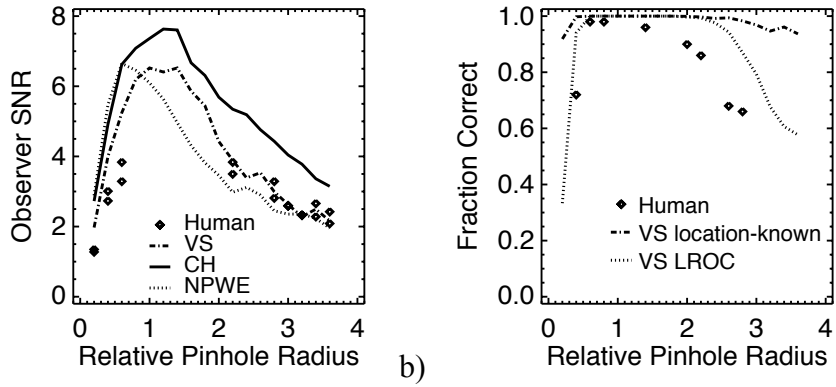 8
6
4
2
0
Observer SNR
Human
VS
CH
NPWE
0 1 2 3 4
Relative Pinhole Radius
b)
1.0
0.8
0.6
0.4
0.2
0.0
Fraction Correct
Human
VS location-known
VS LROC
0 1 2 3 4
Relative Pinhole Radius